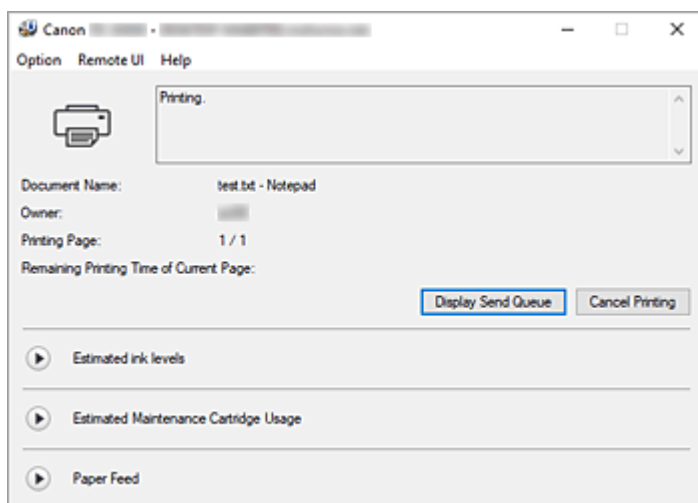 Canon
Option Remote UI Help
Printing.
Document Name: test.txt - Notepad
Owner:
Printing Page: 1 / 1
Remaining Printing Time of Current Page:
Display Send Queue Cancel Printing
Estimated ink levels
Estimated Maintenance Cartridge Usage
Paper Feed